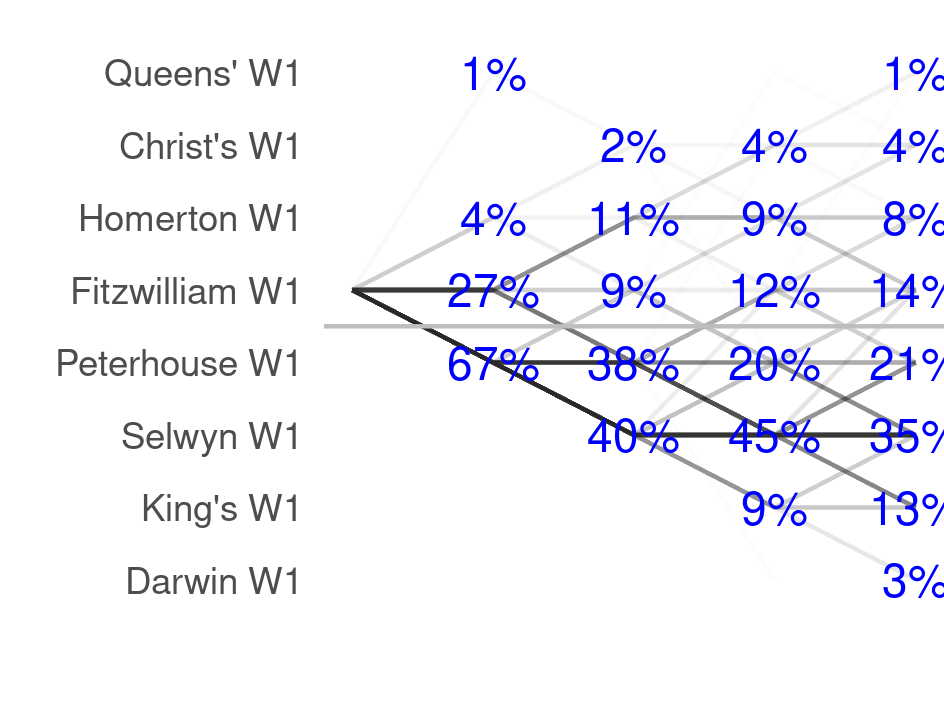 Queens' W1 1% 1%
Christ's W1 2% 4% 4%
Homerton W1 4% 11% 9% 8%
Fitzwilliam W1 27% 9% 12% 14%
Peterhouse W1 67% 38% 20% 21%
Selwyn W1 40% 45% 35%
King's W1 9% 13%
Darwin W1 3%